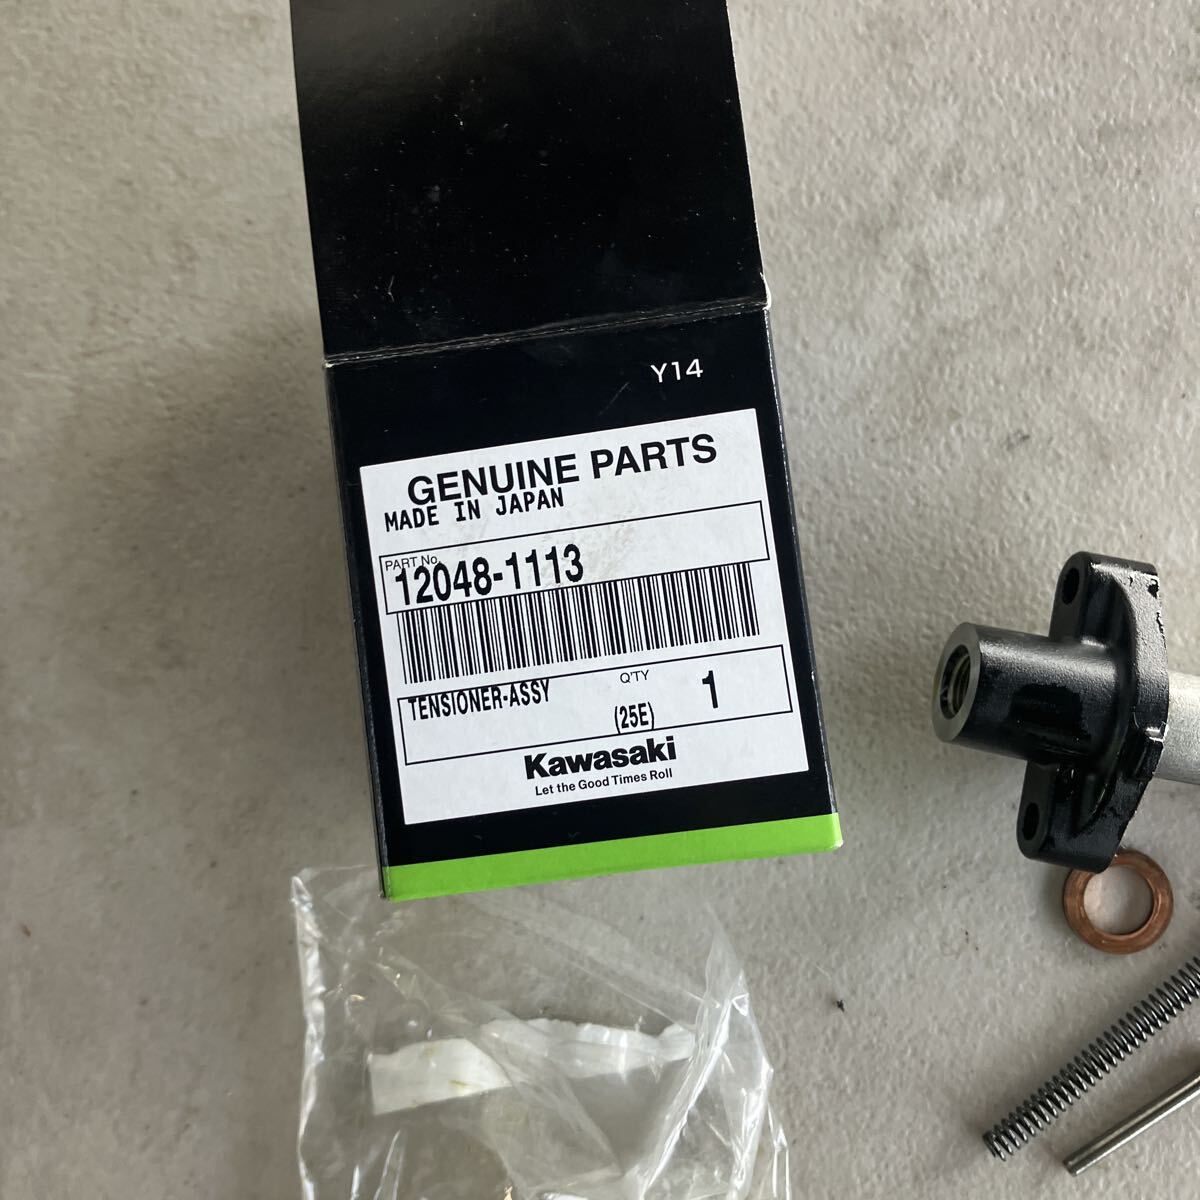 Y14
GENUINE PARTS
MADE IN JAPAN
PART No.
12048-1113
TENSIONER-ASSY
Q'TY
1
(25E)
Kawasaki
Let the Good Times Roll